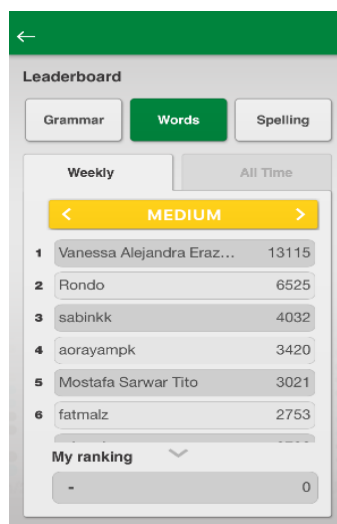 Leaderboard
Grammar Words Spelling
Weekly All Time
< MEDIUM >
1 Vanessa Alejandra Eraz... 13115
2 Rondo 6525
3 sabinkk 4032
4 aorayampk 3420
5 Mostafa Sarwar Tito 3021
6 fatmalz 2753
My ranking
- 0